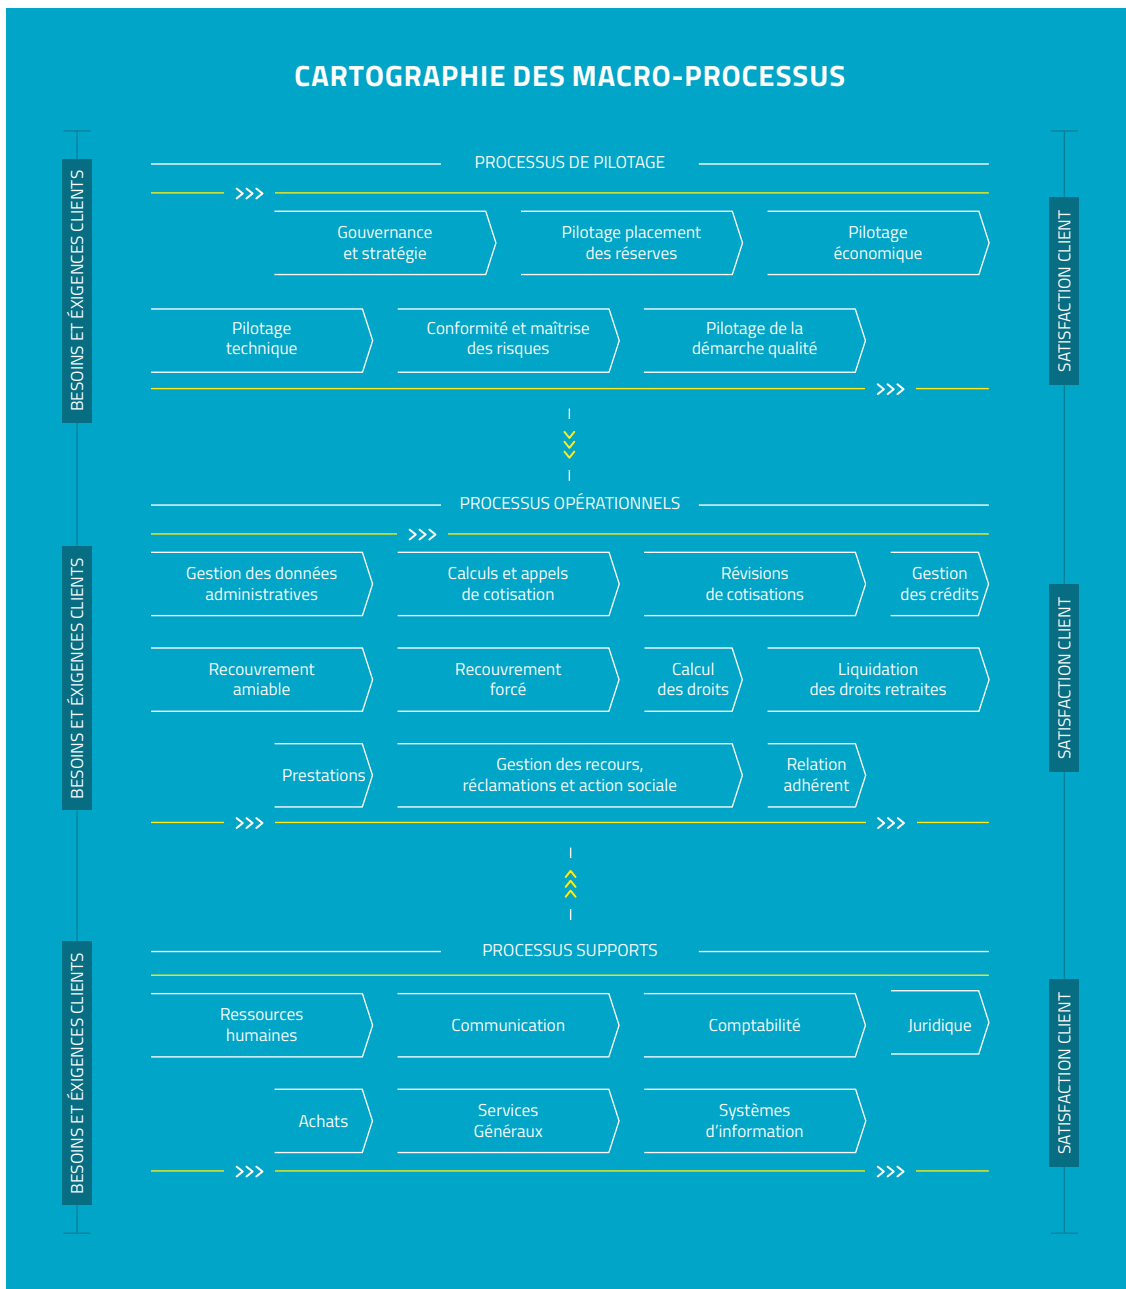 CARTOGRAPHIE DES MACRO-PROCESSUS
BESOINS ET ÉXIGENCES CLIENTS
PROCESSUS DE PILOTAGE
Gouvernance
et stratégie
Pilotage placement
des réserves
Pilotage
économique
Pilotage
technique
Conformité et maîtrise
des risques
Pilotage de la
démarche qualité
SATISFACTION CLIENT
BESOINS ET ÉXIGENCES CLIENTS
PROCESSUS OPÉRATIONNELS
Gestion des données
administratives
Calculs et appels
de cotisation
Révisions
de cotisations
Gestion
des crédits
Recouvrement
amiable
Recouvrement
forcé
Calcul
des droits
Liquidation
des droits retraites
Prestations
Gestion des recours,
réclamations et action sociale
Relation
adhérent
SATISFACTION CLIENT
BESOINS ET ÉXIGENCES CLIENTS
PROCESSUS SUPPORTS
Ressources
humaines
Communication
Comptabilité
Juridique
Achats
Services
Généraux
Systèmes
d’information
SATISFACTION CLIENT